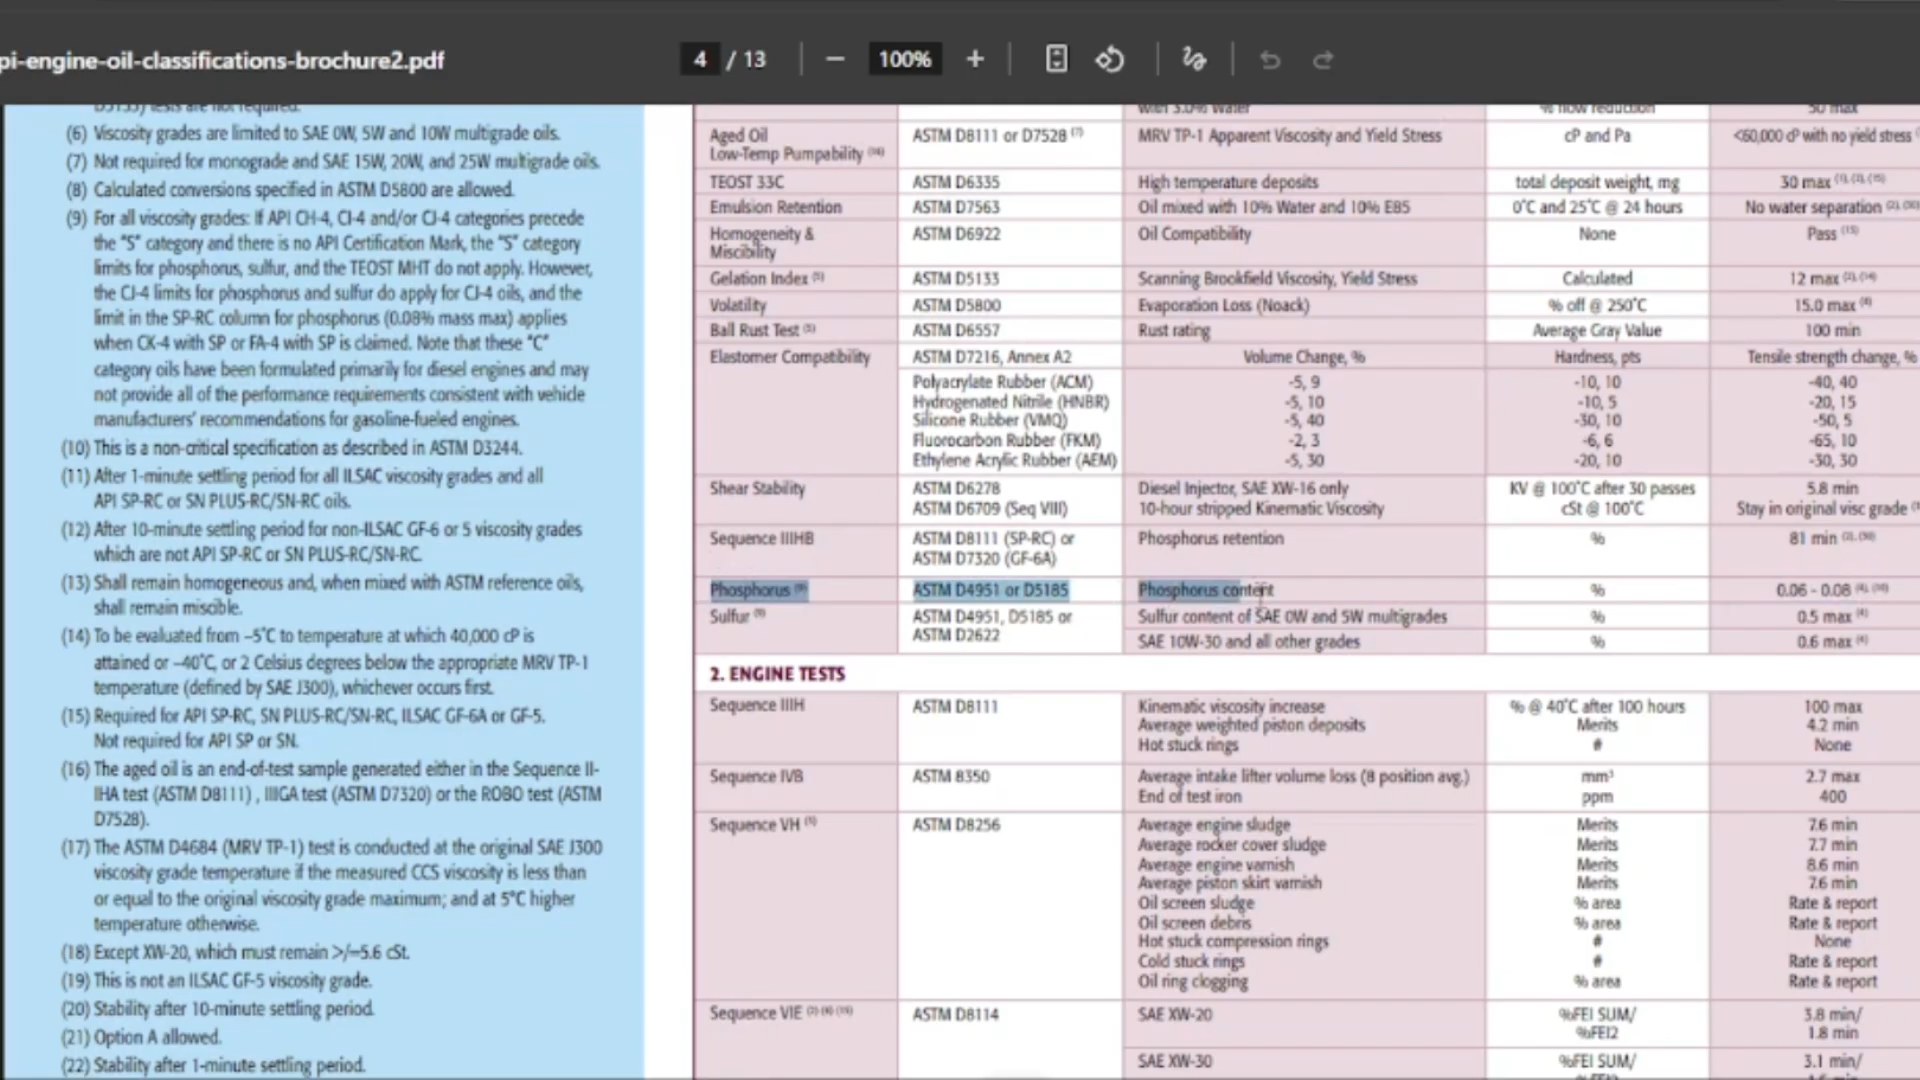 pi-engine-oil-classifications-brochure2.pdf
4 / 13
100%
D5133) tests are not required.
(6) Viscosity grades are limited to SAE 0W, 5W and 10W multigrade oils.
(7) Not required for monograde and SAE 15W, 20W, and 25W multigrade oils.
(8) Calculated conversions specified in ASTM D5800 are allowed.
(9) For all viscosity grades: If API CH-4, CI-4 and/or CJ-4 categories precede
the “S” category and there is no API Certification Mark, the “S” category
limits for phosphorus, sulfur, and the TEOST MHT do not apply. However,
the CJ-4 limits for phosphorus and sulfur do apply for CJ-4 oils, and the
limit in the SP-RC column for phosphorus (0.08% mass max) applies
when CK-4 with SP or FA-4 with SP is claimed. Note that these “C”
category oils have been formulated primarily for diesel engines and may
not provide all of the performance requirements consistent with vehicle
manufacturers’ recommendations for gasoline-fueled engines.
(10) This is a non-critical specification as described in ASTM D3244.
(11) After 1-minute settling period for all ILSAC viscosity grades and all
API SP-RC or SN PLUS-RC/SN-RC oils.
(12) After 10-minute settling period for non-ILSAC GF-6 or 5 viscosity grades
which are not API SP-RC or SN PLUS-RC/SN-RC.
(13) Shall remain homogeneous and, when mixed with ASTM reference oils,
shall remain miscible.
(14) To be evaluated from –5˚C to temperature at which 40,000 cP is
attained or –40˚C, or 2 Celsius degrees below the appropriate MRV TP-1
temperature (defined by SAE J300), whichever occurs first.
(15) Required for API SP-RC, SN PLUS-RC/SN-RC, ILSAC GF-6A or GF-5.
Not required for API SP or SN.
(16) The aged oil is an end-of-test sample generated either in the Sequence II-
IHA test (ASTM D8111) , IIIGA test (ASTM D7320) or the ROBO test (ASTM
D7528).
(17) The ASTM D4684 (MRV TP-1) test is conducted at the original SAE J300
viscosity grade temperature if the measured CCS viscosity is less than
or equal to the original viscosity grade maximum; and at 5°C higher
temperature otherwise.
(18) Except XW-20, which must remain >/=5.6 cSt.
(19) This is not an ILSAC GF-5 viscosity grade.
(20) Stability after 10-minute settling period.
(21) Option A allowed.
(22) Stability after 1-minute settling period.
with 3.0% Water % flow reduction 50 max
Aged Oil ASTM D8111 or D7528 (7) MRV TP-1 Apparent Viscosity and Yield Stress cP and Pa <60,000 cP with no yield stress
Low-Temp Pumpability (16)
TEOST 33C ASTM D6335 High temperature deposits total deposit weight, mg 30 max (1), (2), (15)
Emulsion Retention ASTM D7563 Oil mixed with 10% Water and 10% E85 0˚C and 25˚C @ 24 hours No water separation
Homogeneity & ASTM D6922 Oil Compatibility None Pass (13)
Miscibility
Gelation Index (5) ASTM D5133 Scanning Brookfield Viscosity, Yield Stress Calculated 12 max (2), (14)
Volatility ASTM D5800 Evaporation Loss (Noack) % off @ 250˚C 15.0 max (8)
Ball Rust Test (5) ASTM D6557 Rust rating Average Gray Value 100 min
Elastomer Compatibility ASTM D7216, Annex A2 Volume Change, % Hardness, pts Tensile strength change, %
Polyacrylate Rubber (ACM) -5, 9 -10, 10 -40, 40
Hydrogenated Nitrile (HNBR) -5, 10 -10, 5 -20, 15
Silicone Rubber (VMQ) -5, 40 -30, 10 -50, 5
Fluorocarbon Rubber (FKM) -2, 3 -6, 6 -65, 10
Ethylene Acrylic Rubber (AEM) -5, 30 -20, 10 -30, 30
Shear Stability ASTM D6278 Diesel Injector, SAE XW-16 only KV @ 100˚C after 30 passes 5.8 min
ASTM D6709 (Seq VIII) 10-hour stripped Kinematic Viscosity cSt @ 100˚C Stay in original visc grade
Sequence IIIHB ASTM D8111 (SP-RC) or Phosphorus retention % 81 min
ASTM D7320 (GF-6A)
Phosphorus (9) ASTM D4951 or D5185 Phosphorus content % 0.06 - 0.08
Sulfur (9) ASTM D4951, D5185 or Sulfur content of SAE 0W and 5W multigrades % 0.5 max
ASTM D2622 SAE 10W-30 and all other grades % 0.6 max
2. ENGINE TESTS
Sequence IIIH ASTM D8111 Kinematic viscosity increase % @ 40˚C after 100 hours 100 max
Average weighted piston deposits Merits 4.2 min
Hot stuck rings # None
Sequence IVB ASTM 8350 Average intake lifter volume loss (8 position avg.) mm³ 2.7 max
End of test iron ppm 400
Sequence VH (5) ASTM D8256 Average engine sludge Merits 7.6 min
Average rocker cover sludge Merits 7.7 min
Average engine varnish Merits 8.6 min
Average piston skirt varnish Merits 7.6 min
Oil screen sludge % area Rate & report
Oil screen debris % area Rate & report
Hot stuck compression rings # None
Cold stuck rings # Rate & report
Oil ring clogging % area Rate & report
Sequence VIE ASTM D8114 SAE XW-20 %FEI SUM/ 3.8 min/
%FEI2 1.8 min
SAE XW-30 %FEI SUM/ 3.1 min/